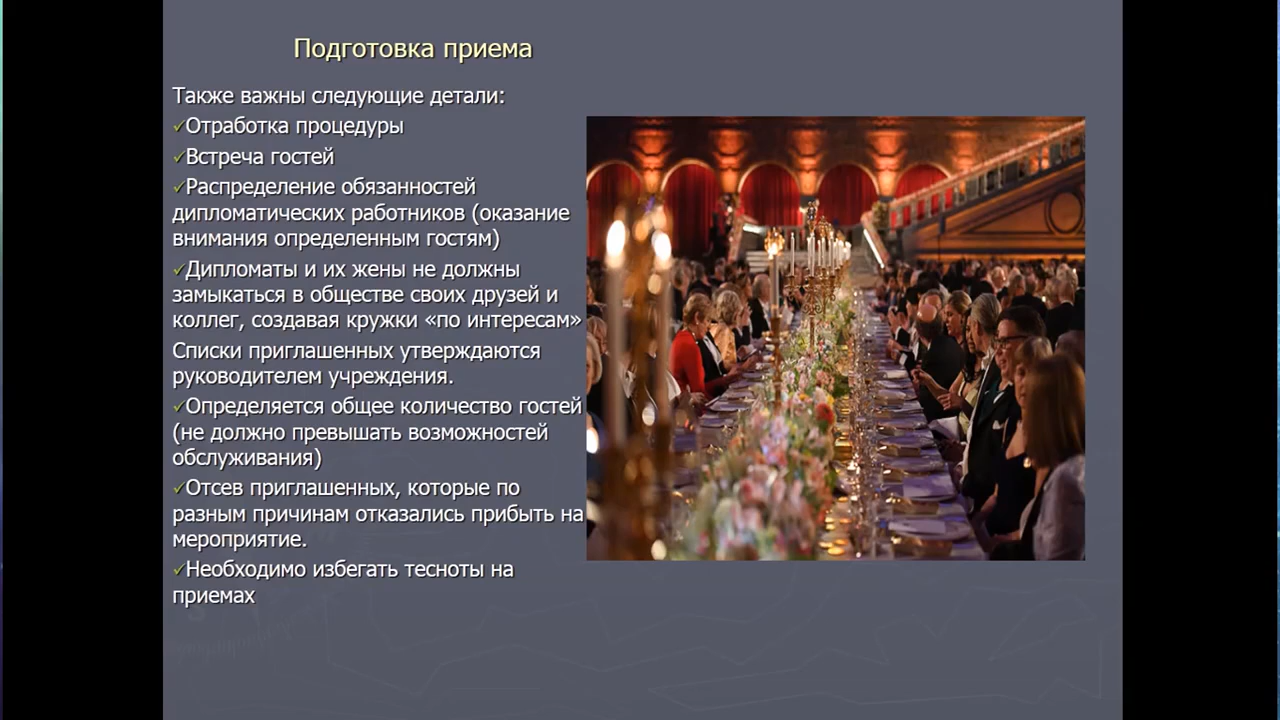 Подготовка приема
Также важны следующие детали:
✓Отработка процедуры
✓Встреча гостей
✓Распределение обязанностей
дипломатических работников (оказание
внимания определенным гостям)
✓Дипломаты и их жены не должны
замыкаться в обществе своих друзей и
коллег, создавая кружки «по интересам»
Списки приглашенных утверждаются
руководителем учреждения.
✓Определяется общее количество гостей
(не должно превышать возможностей
обслуживания)
✓Отсев приглашенных, которые по
разным причинам отказались прибыть на
мероприятие.
✓Необходимо избегать тесноты на
приемах